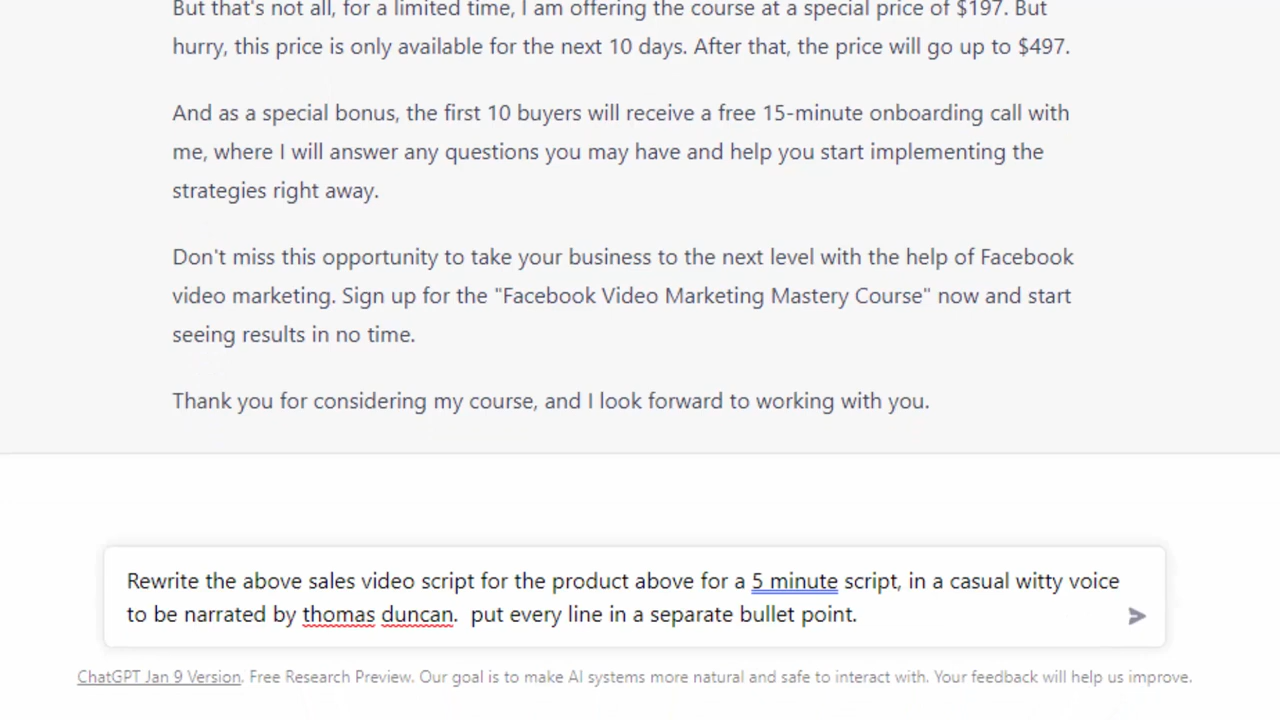 But that's not all, for a limited time, I am offering the course at a special price of $197. But
hurry, this price is only available for the next 10 days. After that, the price will go up to $497.
And as a special bonus, the first 10 buyers will receive a free 15-minute onboarding call with
me, where I will answer any questions you may have and help you start implementing the
strategies right away.
Don't miss this opportunity to take your business to the next level with the help of Facebook
video marketing. Sign up for the "Facebook Video Marketing Mastery Course" now and start
seeing results in no time.
Thank you for considering my course, and I look forward to working with you.
Rewrite the above sales video script for the product above for a 5 minute script, in a casual witty voice
to be narrated by thomas duncan.  put every line in a separate bullet point.
ChatGPT Jan 9 Version. Free Research Preview. Our goal is to make AI systems more natural and safe to interact with. Your feedback will help us improve.